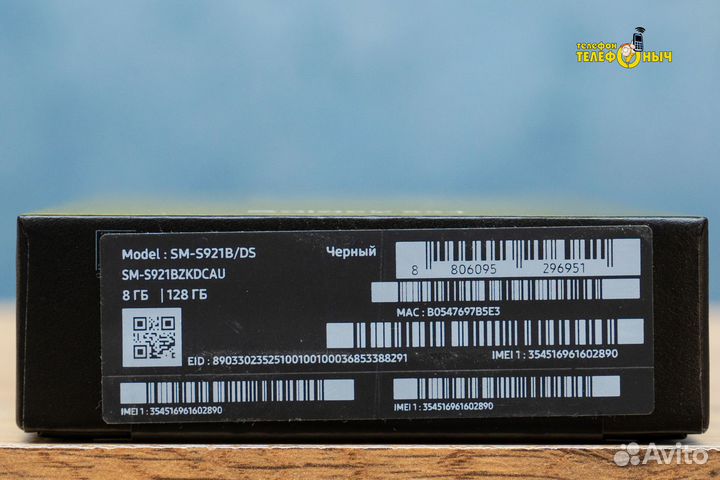 телефон
ТЕЛЕФОНЫЧ
Model : SM-S921B/DS
Черный
SM-S921BZKDCAU
8 ГБ | 128 ГБ
8 806095 296951
MAC : B0547697B5E3
EID : 89033023525100100100036853388291
IMEI 1 : 354516961602890
IMEI 1 : 354516961602890
IMEI 1 : 354516961602890
Avito